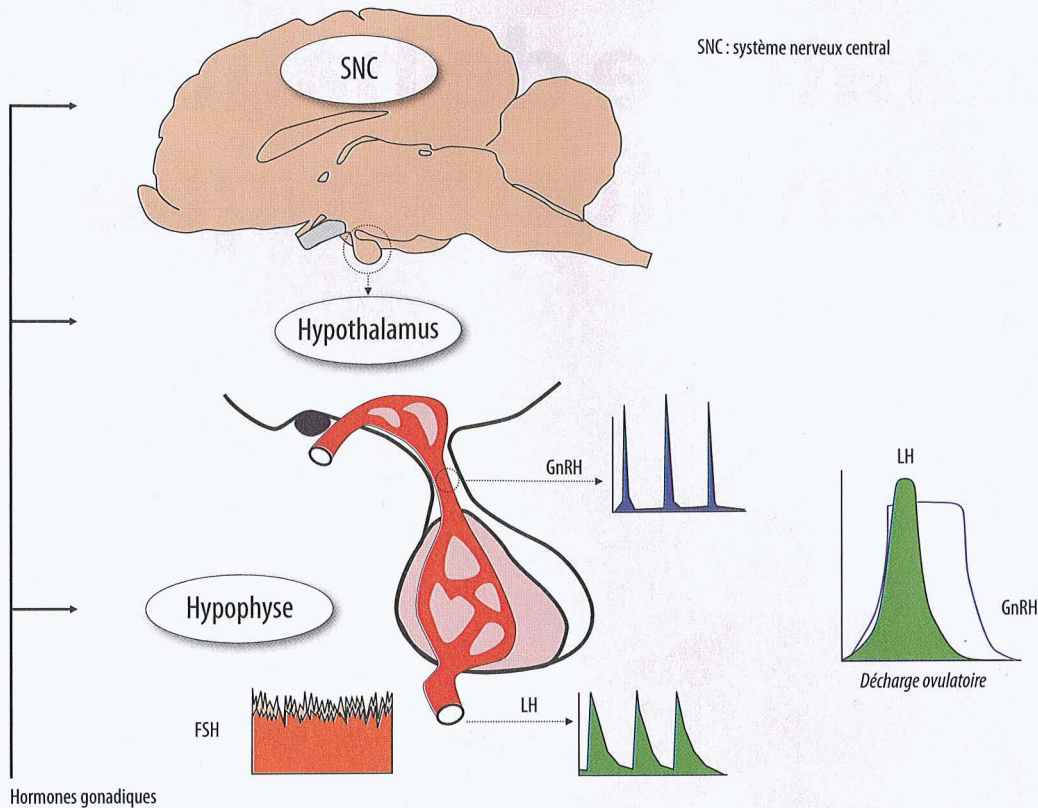 SNC
SNC : système nerveux central
Hypothalamus
GnRH
LH
GnRH
Hypophyse
Décharge ovulatoire
FSH
LH
Hormones gonadiques